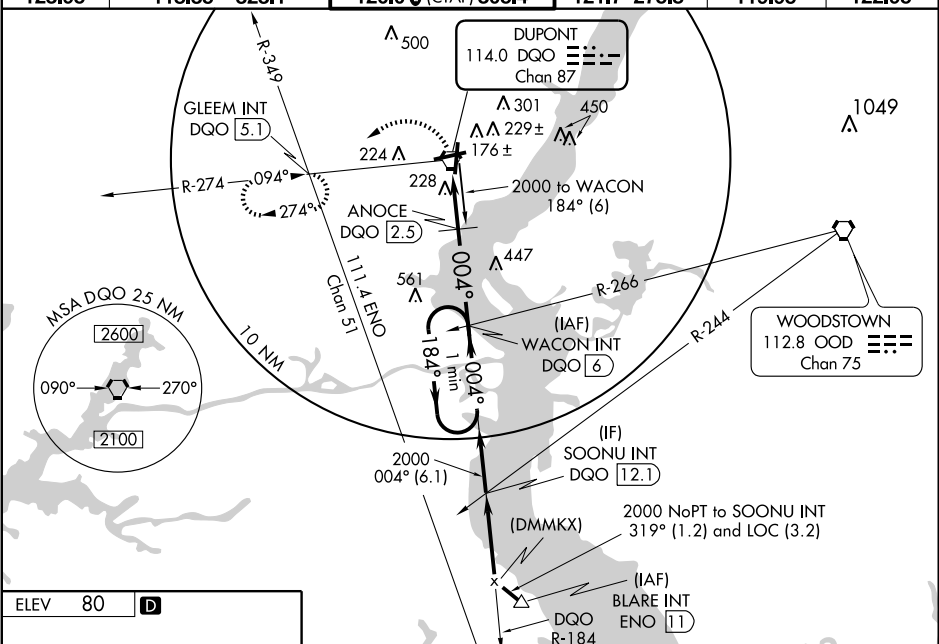 R-349
500
DUPONT
114.0 DQO
Chan 87
GLEEM INT
DQO 5.1
301
450
229±
176±
1049
224
228
R-274
094°
274°
2000 to WACON
184° (6)
ANOCE
DQO 2.5
004°
447
561
111.4 ENO
Chan 51
R-266
R-244
MSA DQO 25 NM
2600
090°
270°
2100
10 NM
184°
1 min
004°
(IAF)
WACON INT
DQO 6
WOODSTOWN
112.8 OOD
Chan 75
2000
004° (6.1)
(IF)
SOONU INT
DQO 12.1
(DMMKX)
2000 NoPT to SOONU INT
319° (1.2) and LOC (3.2)
x
(IAF)
BLARE INT
ENO 11
DQO
R-184
ELEV 80 D